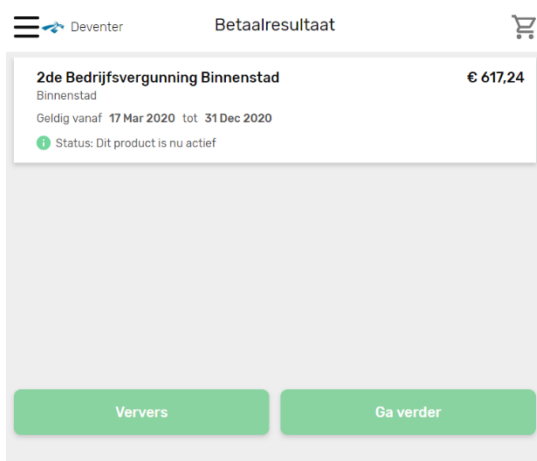 Deventer
Betaalresultaat
2de Bedrijfsvergunning Binnenstad € 617,24
Binnenstad
Geldig vanaf 17 Mar 2020 tot 31 Dec 2020
Status: Dit product is nu actief
Ververs Ga verder